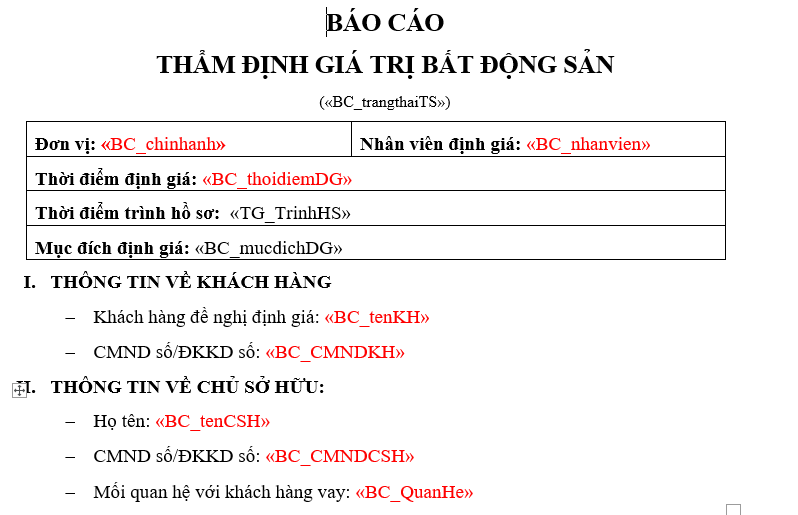 BÁO CÁO
THẨM ĐỊNH GIÁ TRỊ BẤT ĐỘNG SẢN
(«BC_trangthaiTS»)
Đơn vị: «BC_chinhanh» Nhân viên định giá: «BC_nhanvien»
Thời điểm định giá: «BC_thoidiemDG»
Thời điểm trình hồ sơ: «TG_TrinhHS»
Mục đích định giá: «BC_mucdichDG»
I. THÔNG TIN VỀ KHÁCH HÀNG
– Khách hàng đề nghị định giá: «BC_tenKH»
– CMND số/ĐKKD số: «BC_CMNDKH»
II. THÔNG TIN VỀ CHỦ SỞ HỮU:
– Họ tên: «BC_tenCSH»
– CMND số/ĐKKD số: «BC_CMNDCSH»
– Mối quan hệ với khách hàng vay: «BC_QuanHe»